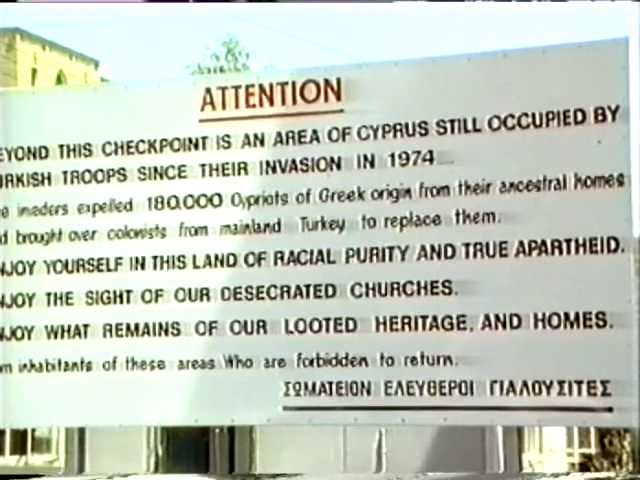 ATTENTION
EYOND THIS CHECKPOINT IS AN AREA OF CYPRUS STILL OCCUPIED BY
URKISH TROOPS SINCE THEIR INVASION IN 1974
e invaders expelled 180.000 Cypriots of Greek origin from their ancestral homes
d brought over colonists from mainland Turkey to replace them.
NJOY YOURSELF IN THIS LAND OF RACIAL PURITY AND TRUE APARTHEID.
NJOY THE SIGHT OF OUR DESECRATED CHURCHES.
NJOY WHAT REMAINS OF OUR LOOTED HERITAGE, AND HOMES.
m inhabitants of these areas Who are forbidden to return.
ΣΩΜΑΤΕΙΟΝ ΕΛΕΥΘΕΡΟΙ ΓΙΑΛΟΥΣΙΤΕΣ